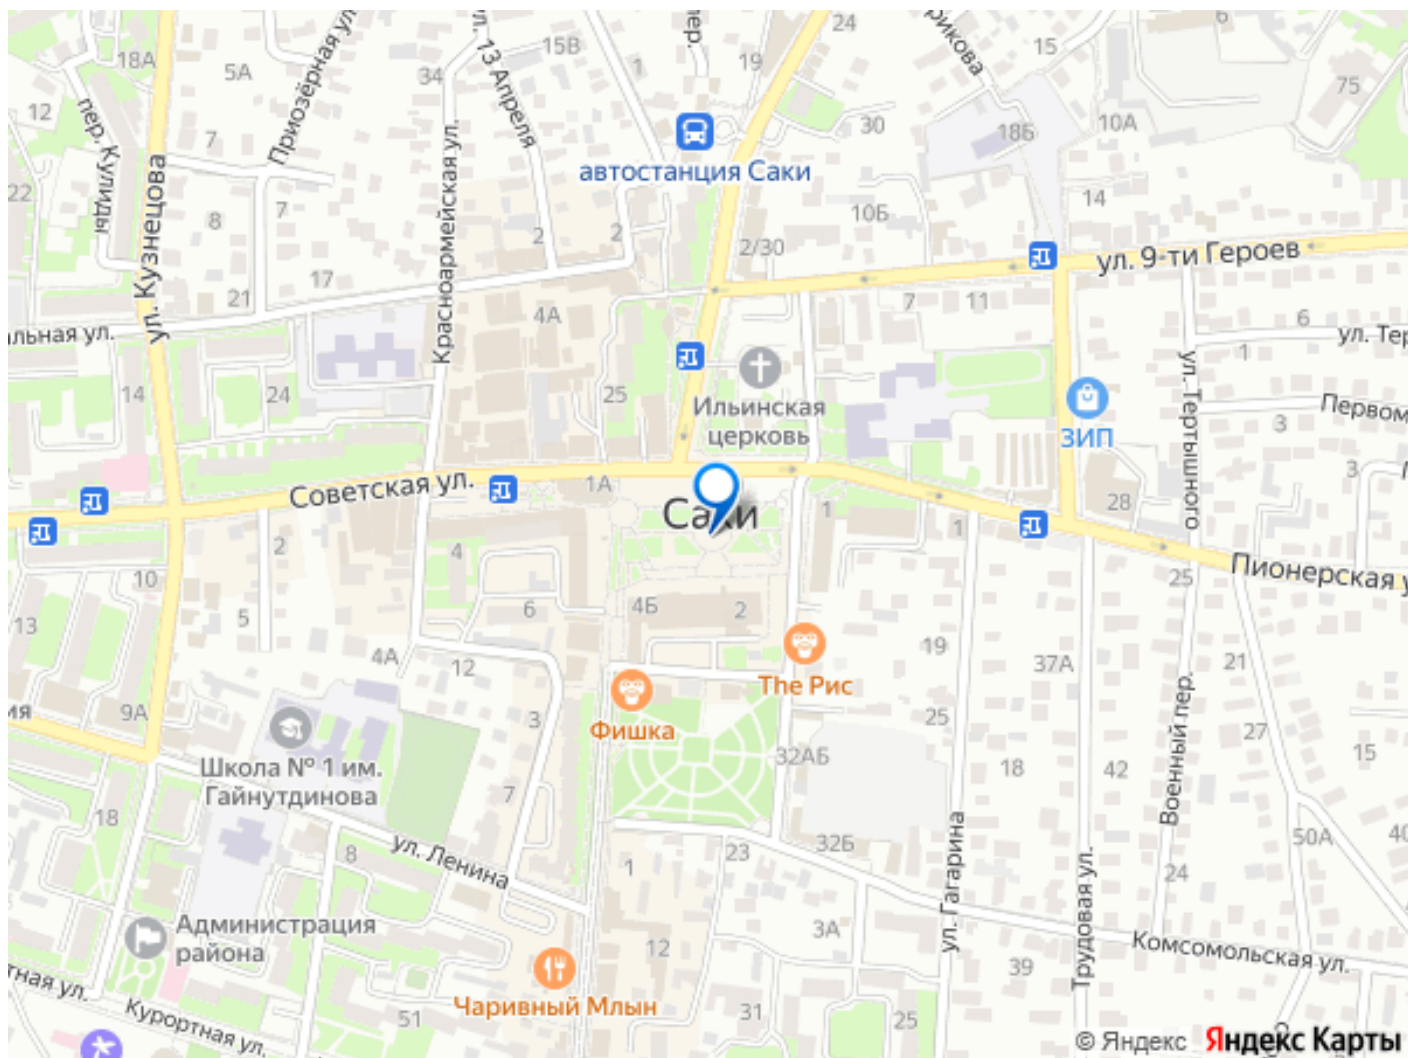 24
пер.
рикова
6
15
18А
5А
Приозёрная ул.
34
ул. 13 Апреля
15В
1
19
75
12
пер. Кулиды
7
30
18Б
10А
автостанция Саки
22
ул. Кузнецова
8
7
Красноармейская ул.
2
2
10Б
14
2/30
ул. 9-ти Героев
17
21
4А
7
11
6
альная ул.
ул. Тер
1
14
24
25
Ильинская
церковь
ЗИП
ул. Тертышного
Первом
3
3
Советская ул.
1А
Саки
1
1
28
2
4
10
Пионерская у
25
13
5
6
4Б
2
19
4А
12
The Рис
37А
21
ия
9А
3
Фишка
25
Военный пер.
27
15
32АБ
Школа № 1 им.
Гайнутдинова
18
42
7
18
ул. Ленина
8
1
23
32Б
ул. Гагарина
Трудовая ул.
50А
40
24
Администрация
района
12
3А
Комсомольская ул.
39
тная ул.
Курортная ул.
Чаривный Млын
51
31
25
© Яндекс Яндекс Карты